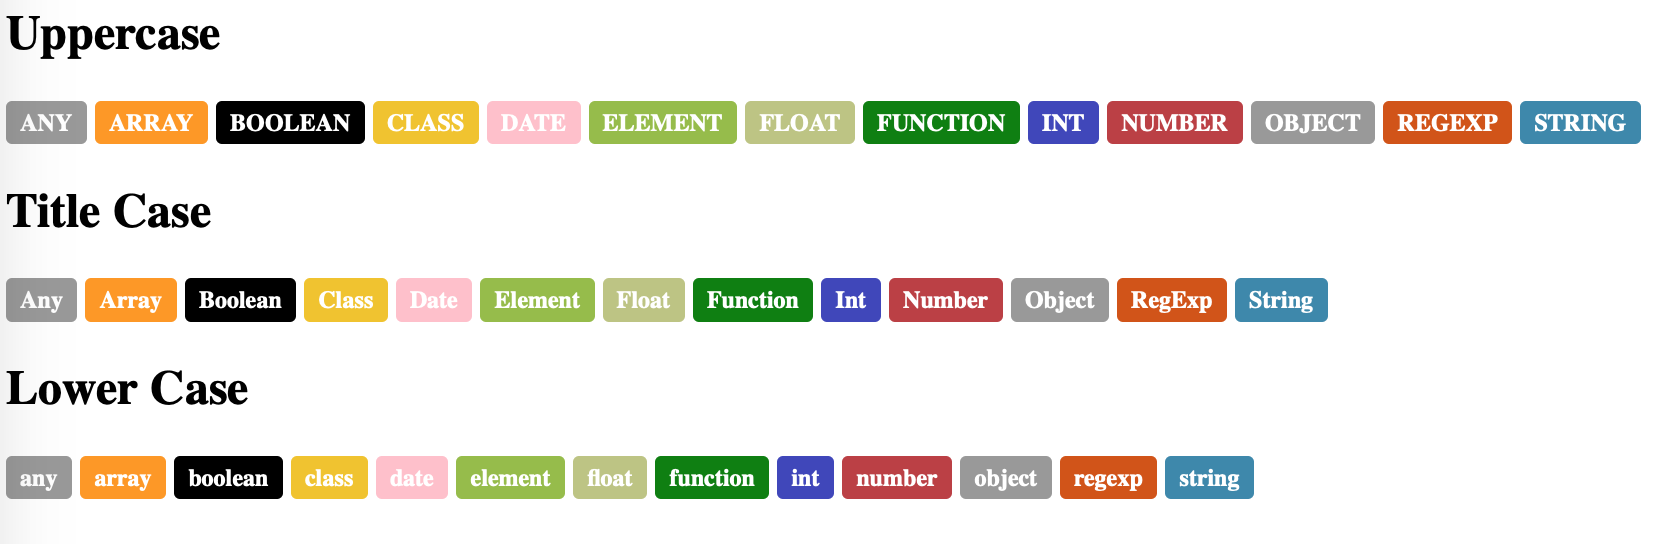 Uppercase
ANY ARRAY BOOLEAN CLASS DATE ELEMENT FLOAT FUNCTION INT NUMBER OBJECT REGEXP STRING
Title Case
Any Array Boolean Class Date Element Float Function Int Number Object RegExp String
Lower Case
any array boolean class date element float function int number object regexp string